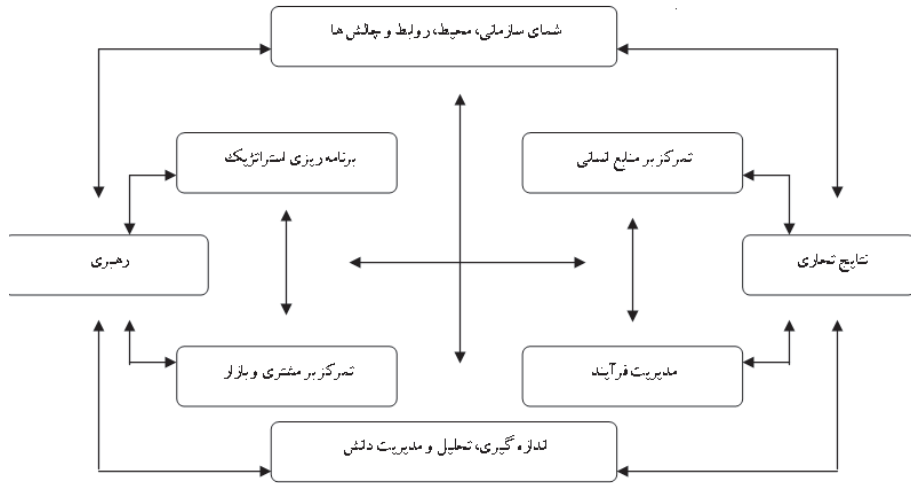 شمای سازمانی، محیط، روابط و چالش ها
برنامه ریزی استراتژیک
تمرکز بر منابع انسانی
رهبری
نتایج تجاری
تمرکز بر مشتری و بازار
مدیریت فرآیند
اندازه گیری، تحلیل و مدیریت دانش